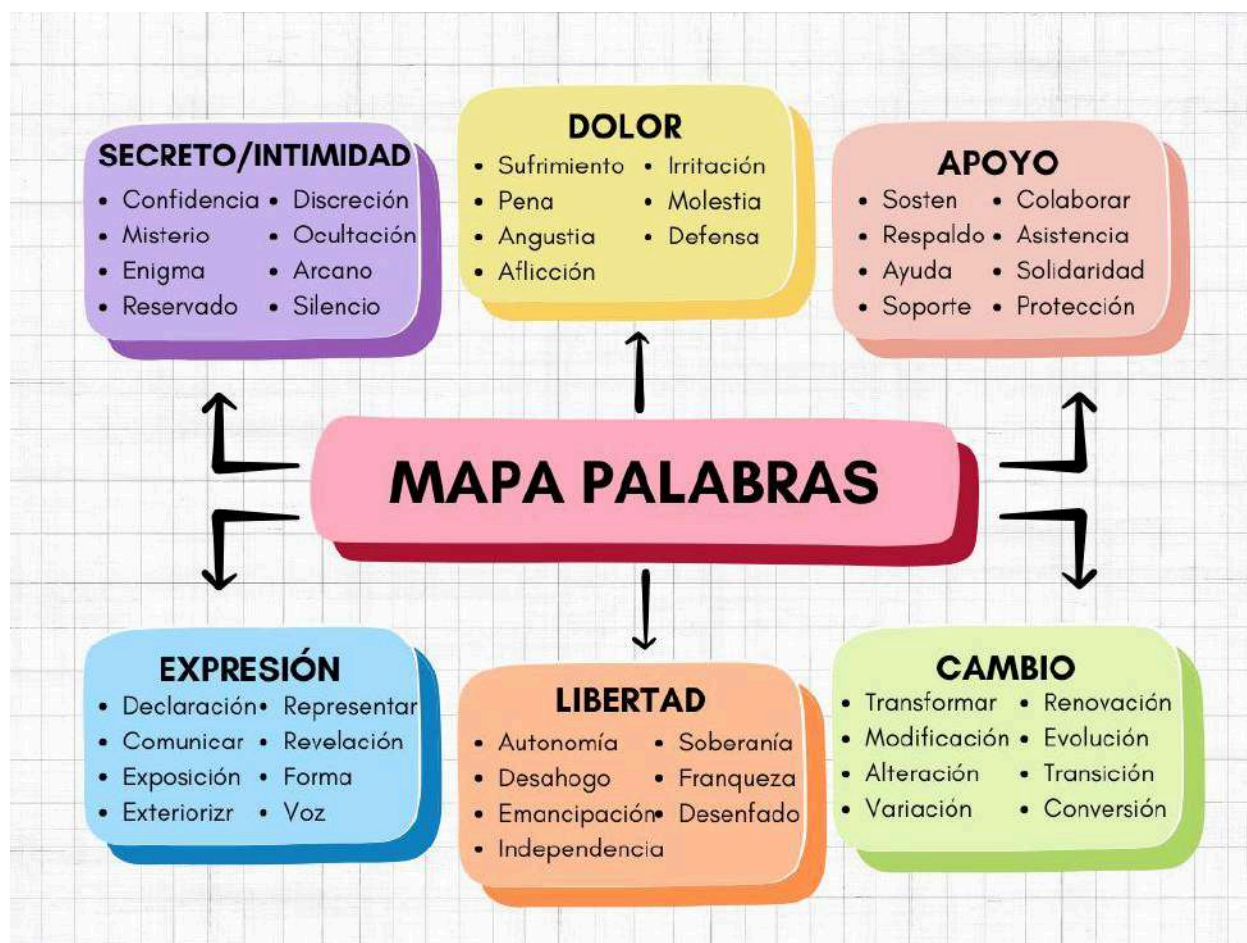 SECRETO/INTIMIDAD
• Confidencia • Discreción
• Misterio • Ocultación
• Enigma • Arcano
• Reservado • Silencio
DOLOR
• Sufrimiento • Irritación
• Pena • Molestia
• Angustia • Defensa
• Aflicción
APOYO
• Sosten • Colaborar
• Respaldo • Asistencia
• Ayuda • Solidaridad
• Soporte • Protección
MAPA PALABRAS
EXPRESIÓN
• Declaración • Representar
• Comunicar • Revelación
• Exposición • Forma
• Exteriorizr • Voz
LIBERTAD
• Autonomía • Soberanía
• Desahogo • Franqueza
• Emancipación • Desenfado
• Independencia
CAMBIO
• Transformar • Renovación
• Modificación • Evolución
• Alteración • Transición
• Variación • Conversión